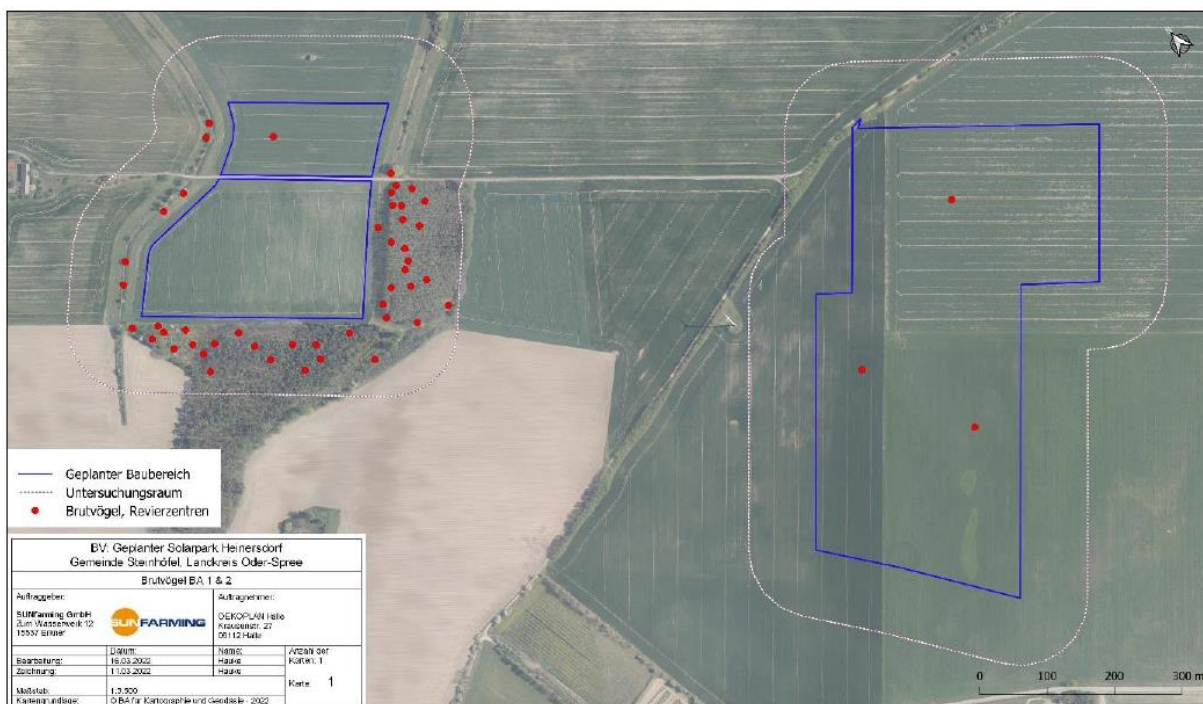 Geplanter Baubereich
Untersuchungsraum
Brutvögel, Revierzentren
BV: Geplanter Solarpark Heinersdorf
Gemeinde Steinhöfel, Landkreis Oder-Spree
Brutvögel BA 1 & 2
Auftraggeber:
SUNfarming GmbH
Zum Wasserwerk 12
15537 Erkner
SUNFARMING
Auftragnehmer:
OEKOPLAN Halle
Krausenstr. 27
06112 Halle
Datum: Name:
Bearbeitung: 16.03.2022 Hauke
Zeichnung: 11.03.2022 Hauke
Anzahl der
Karten: 1
Karte 1
Maßstab:
Kartengrundlage: © BA für Kartographie und Geodäsie - 2022
0 100 200 300 m